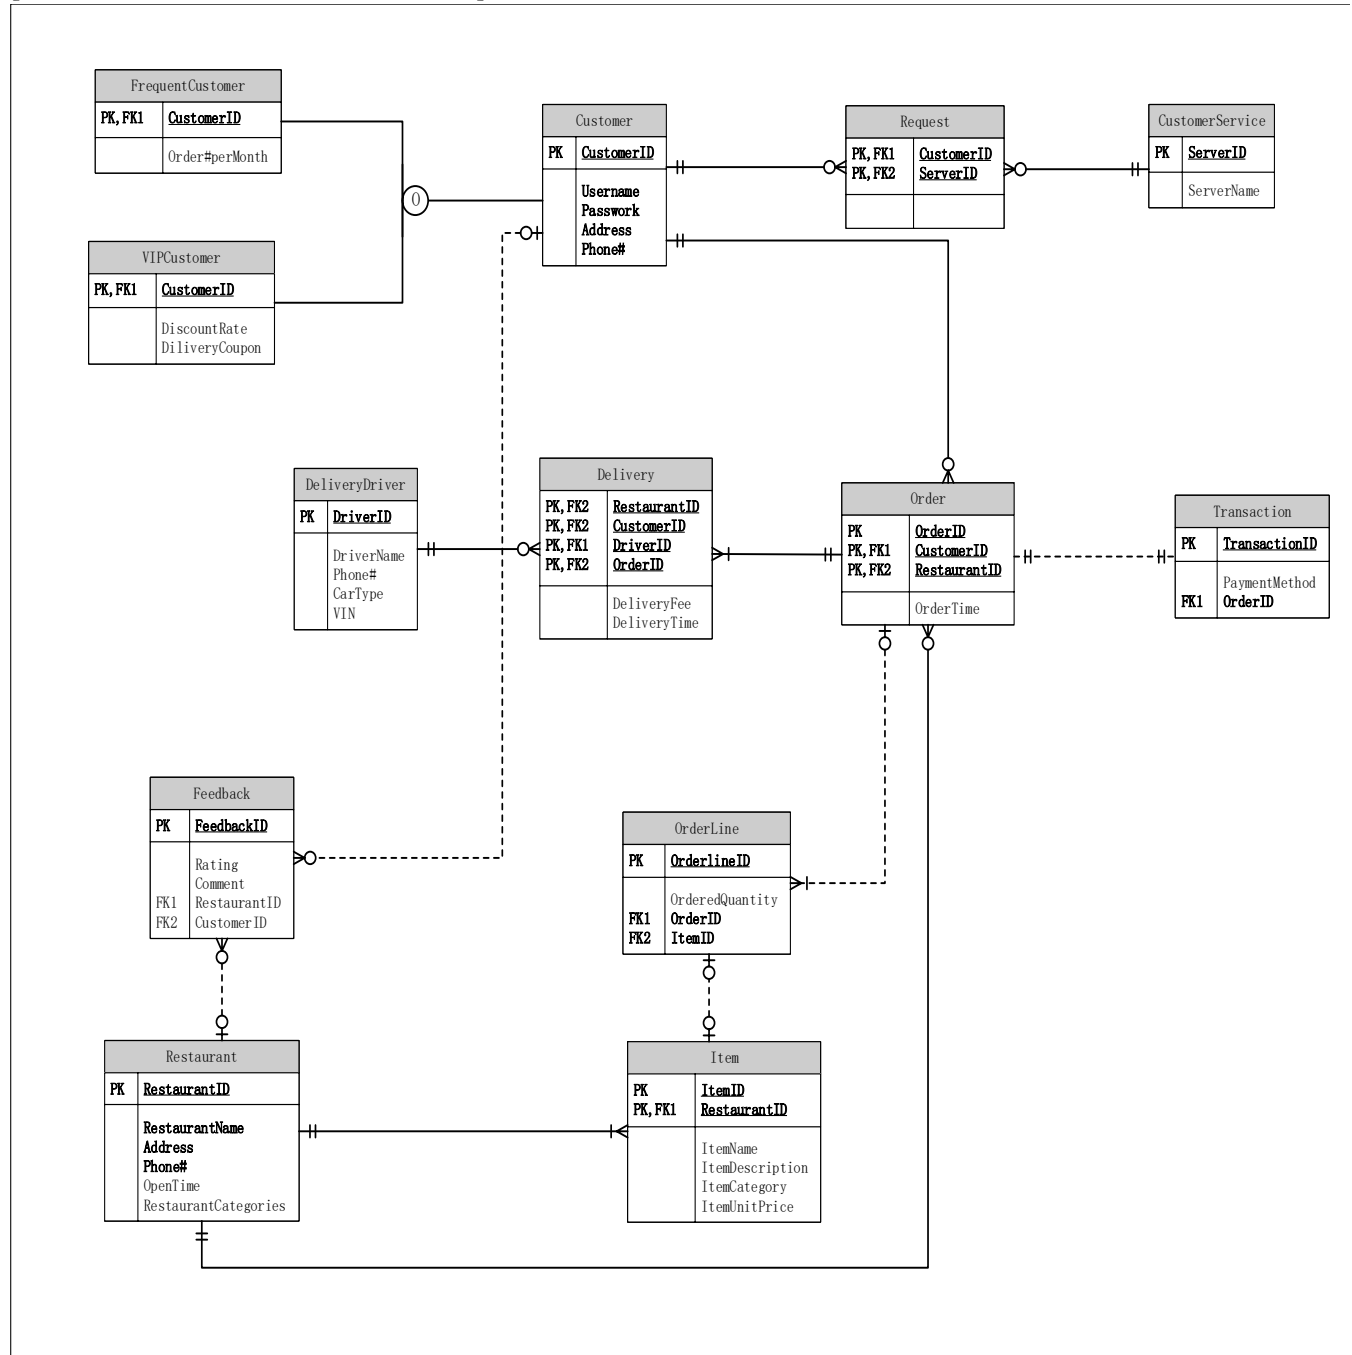 FrequentCustomer
PK,FK1 CustomerID
Order#perMonth
Customer
PK CustomerID
Username
Passwork
Address
Phone#
Request
PK,FK1 CustomerID
PK,FK2 ServerID
CustomerService
PK ServerID
ServerName
O
VIPCustomer
PK,FK1 CustomerID
DiscountRate
DiliveryCoupon
DeliveryDriver
PK DriverID
DriverName
Phone#
CarType
VIN
Delivery
PK,FK2 RestaurantID
PK,FK2 CustomerID
PK,FK1 DriverID
PK,FK2 OrderID
DeliveryFee
DeliveryTime
Order
PK OrderID
PK,FK1 CustomerID
PK,FK2 RestaurantID
OrderTime
Transaction
PK TransactionID
PaymentMethod
FK1 OrderID
Feedback
PK FeedbackID
Rating
Comment
FK1 RestaurantID
FK2 CustomerID
OrderLine
PK OrderlineID
OrderedQuantity
FK1 OrderID
FK2 ItemID
Restaurant
PK RestaurantID
RestaurantName
Address
Phone#
OpenTime
RestaurantCategories
Item
PK ItemID
PK,FK1 RestaurantID
ItemName
ItemDescription
ItemCategory
ItemUnitPrice